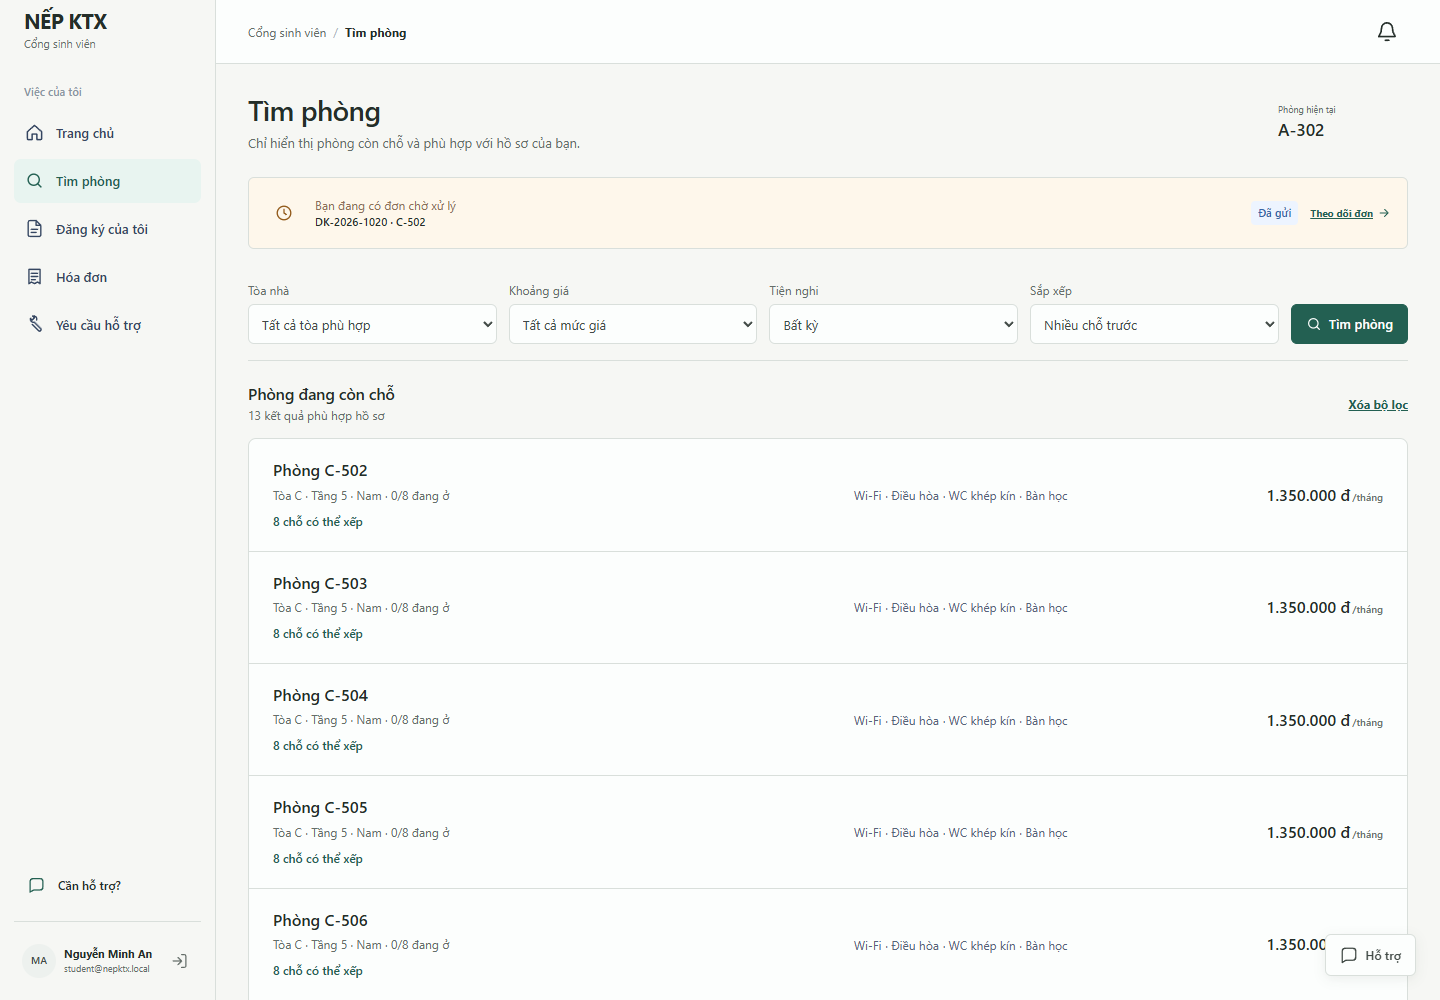 NẾP KTX
Cổng sinh viên
Việc của tôi
Trang chủ
Tìm phòng
Đăng ký của tôi
Hóa đơn
Yêu cầu hỗ trợ
Cần hỗ trợ?
MA
Nguyễn Minh An
student@nepktx.local
Cổng sinh viên / Tìm phòng
Tìm phòng
Chỉ hiển thị phòng còn chỗ và phù hợp với hồ sơ của bạn.
Phòng hiện tại
A-302
Bạn đang có đơn chờ xử lý
DK-2026-1020 · C-502
Đã gửi
Theo dõi đơn
Tòa nhà
Tất cả tòa phù hợp
Khoảng giá
Tất cả mức giá
Tiện nghi
Bất kỳ
Sắp xếp
Nhiều chỗ trước
Tìm phòng
Phòng đang còn chỗ
13 kết quả phù hợp hồ sơ
Xóa bộ lọc
Phòng C-502
Tòa C · Tầng 5 · Nam · 0/8 đang ở
8 chỗ có thể xếp
Wi-Fi · Điều hòa · WC khép kín · Bàn học
1.350.000 đ /tháng
Phòng C-503
Tòa C · Tầng 5 · Nam · 0/8 đang ở
8 chỗ có thể xếp
Wi-Fi · Điều hòa · WC khép kín · Bàn học
1.350.000 đ /tháng
Phòng C-504
Tòa C · Tầng 5 · Nam · 0/8 đang ở
8 chỗ có thể xếp
Wi-Fi · Điều hòa · WC khép kín · Bàn học
1.350.000 đ /tháng
Phòng C-505
Tòa C · Tầng 5 · Nam · 0/8 đang ở
8 chỗ có thể xếp
Wi-Fi · Điều hòa · WC khép kín · Bàn học
1.350.000 đ /tháng
Phòng C-506
Tòa C · Tầng 5 · Nam · 0/8 đang ở
8 chỗ có thể xếp
Wi-Fi · Điều hòa · WC khép kín · Bàn học
1.350.00
Hỗ trợ